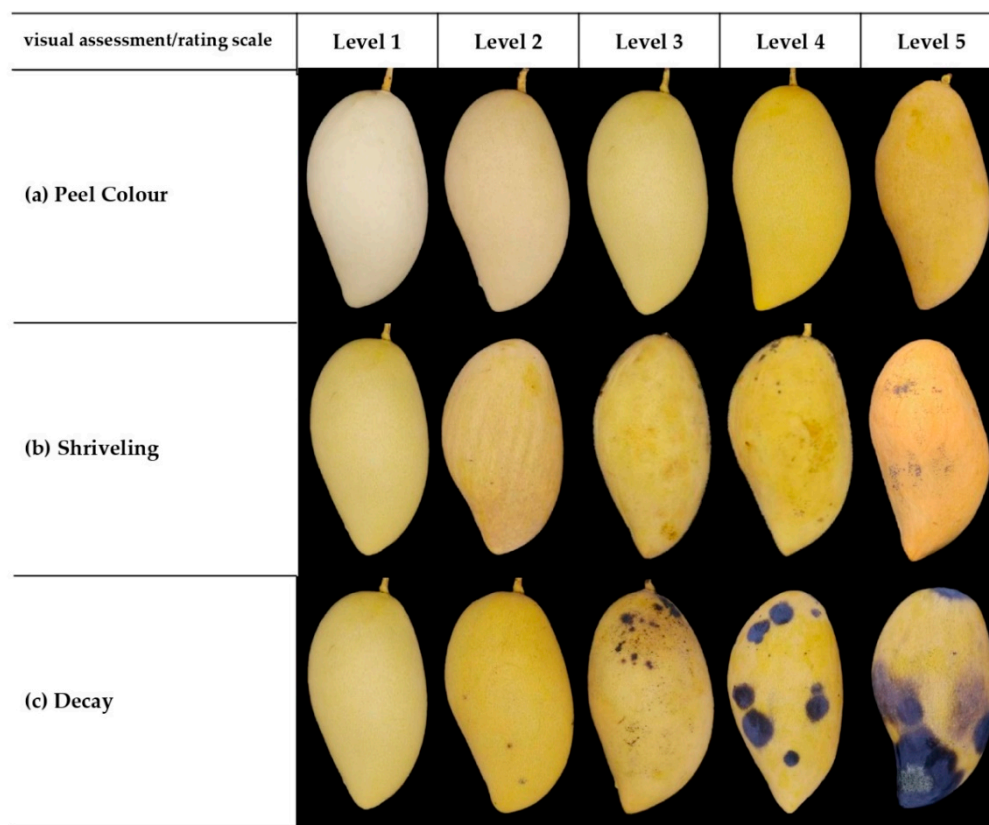 visual assessment/rating scale Level 1 Level 2 Level 3 Level 4 Level 5
(a) Peel Colour
(b) Shriveling
(c) Decay